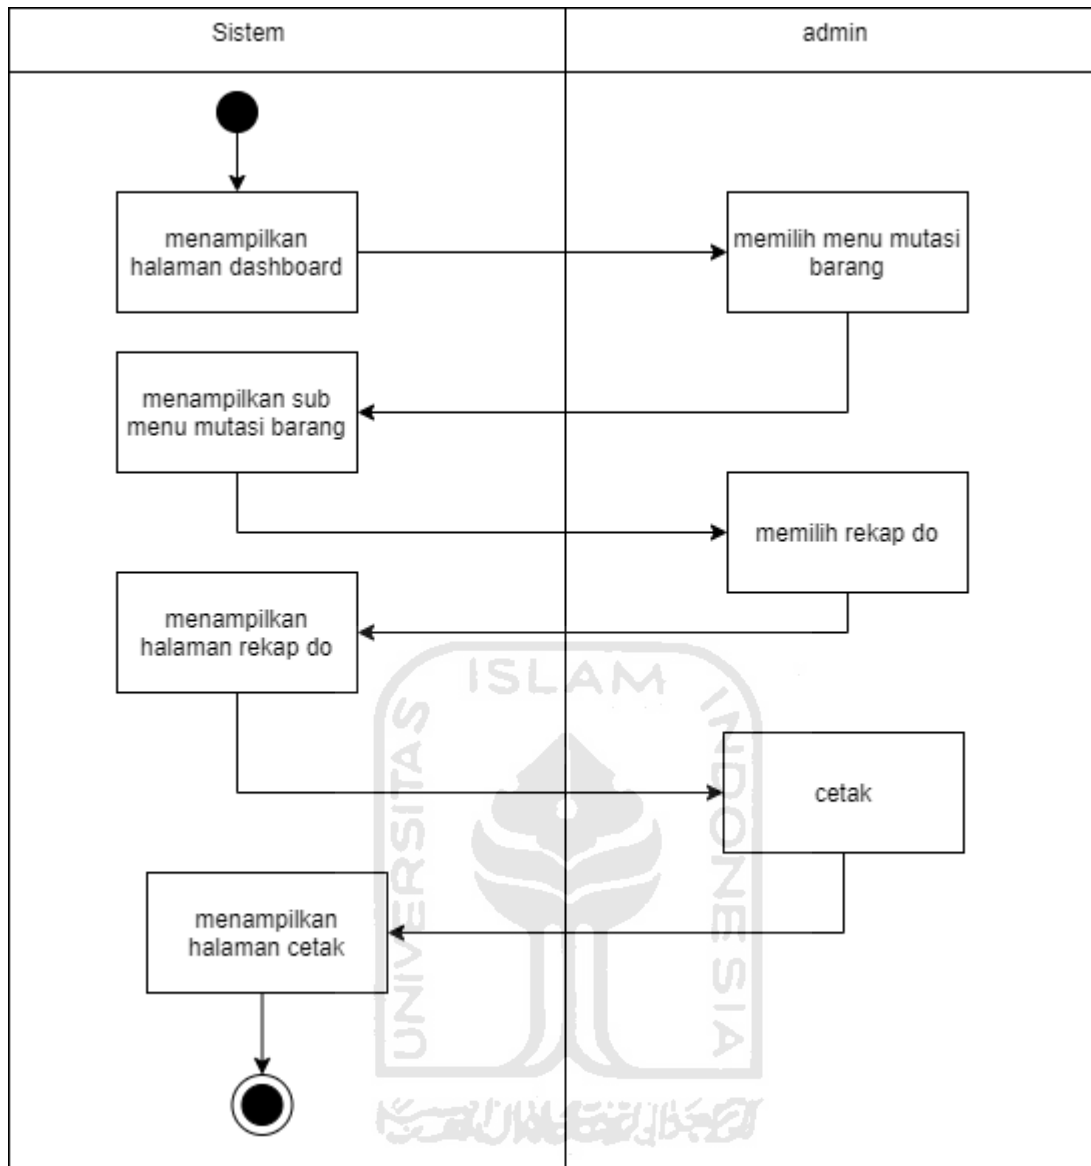 Sistem
admin
menampilkan
halaman dashboard
memilih menu mutasi
barang
menampilkan sub
menu mutasi barang
memilih rekap do
menampilkan
halaman rekap do
cetak
menampilkan
halaman cetak
UNIVERSITAS
ISLAM
INDONESIA